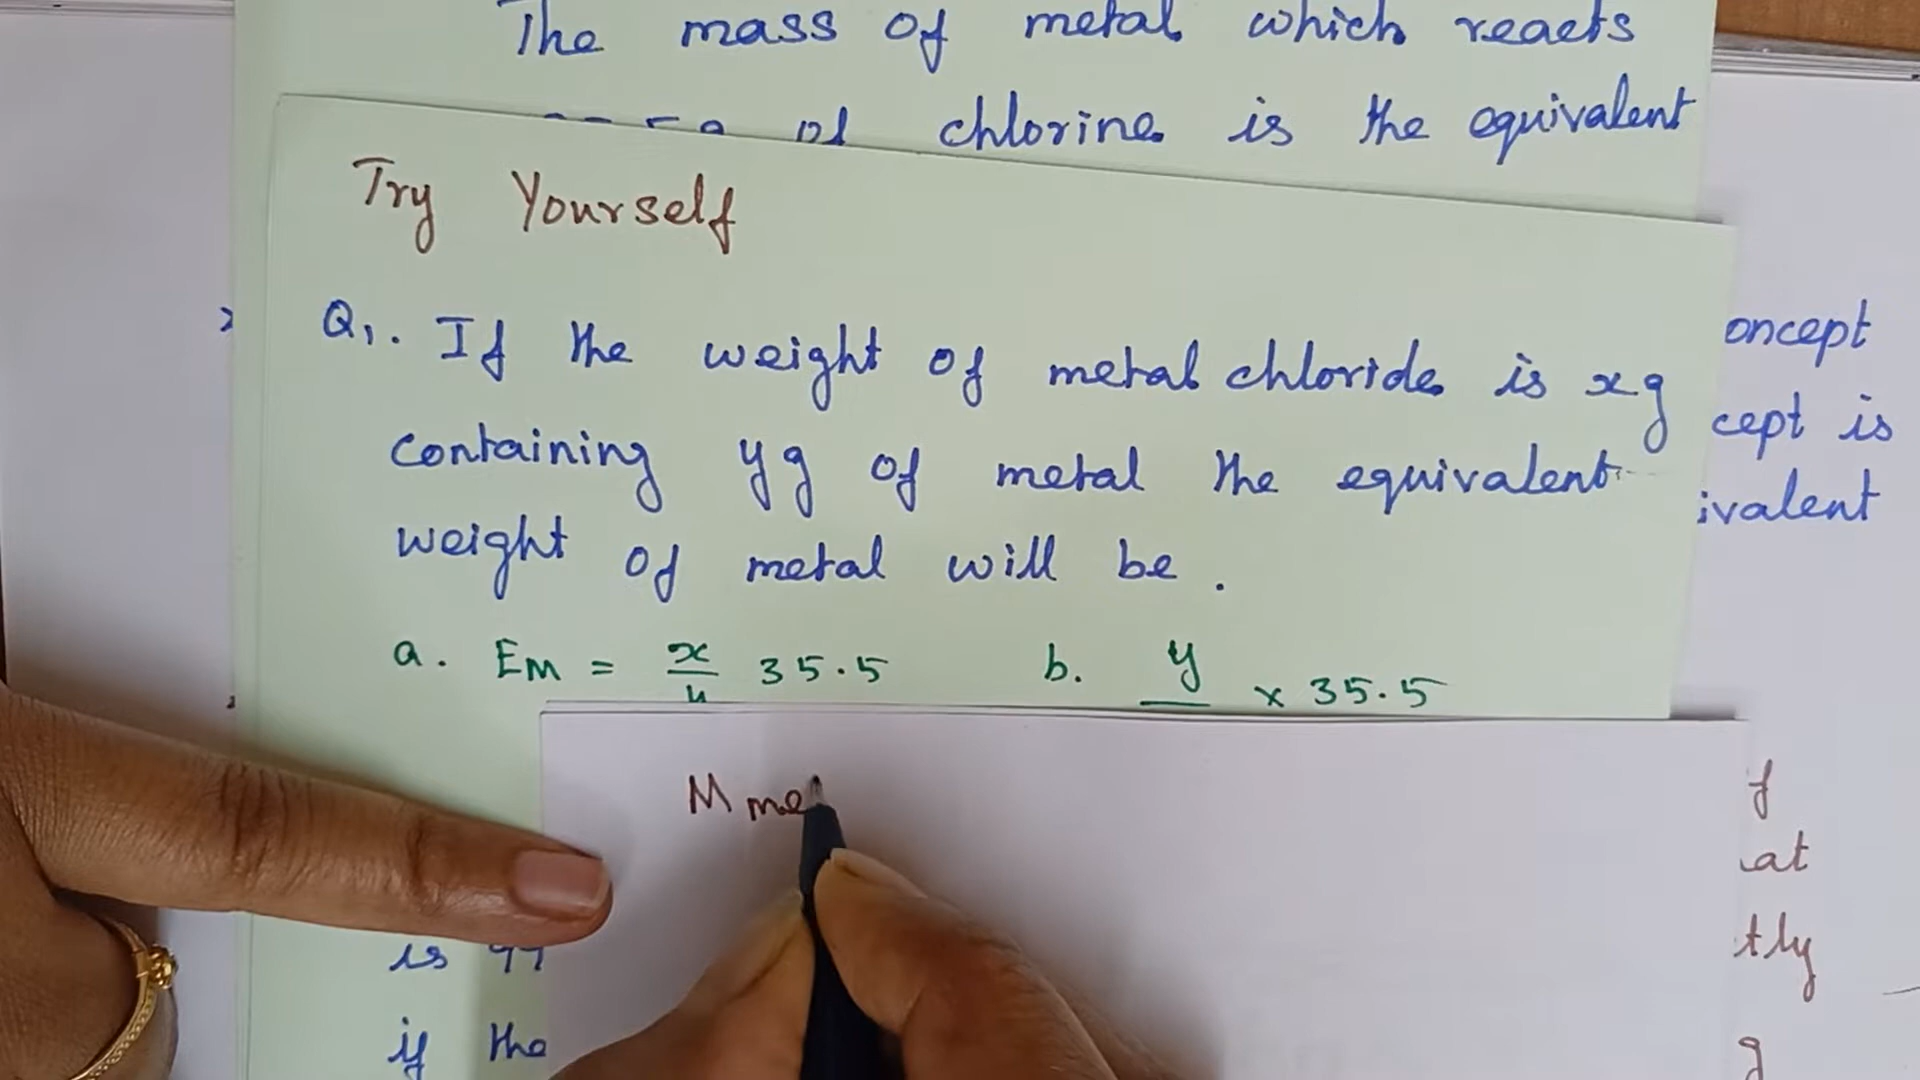 The mass of metal which reacts
of chlorine is the equivalent
Try Yourself
Q1. If the weight of metal chloride is xg
containing yg of metal the equivalent
weight of metal will be.
a. EM = x 35.5 b. y × 35.5
M me
is
if the
oncept
cept is
ivalent
f
at
tly
g